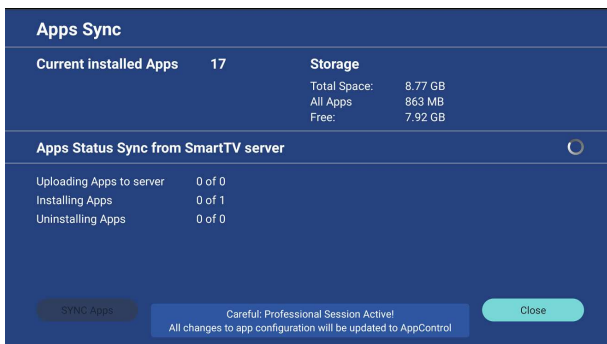 Apps Sync
Current installed Apps 17
Storage
Total Space: 8.77 GB
All Apps 863 MB
Free: 7.92 GB
Apps Status Sync from SmartTV server
Uploading Apps to server 0 of 0
Installing Apps 0 of 1
Uninstalling Apps 0 of 0
SYNC Apps
Careful: Professional Session Active!
All changes to app configuration will be updated to AppControl
Close